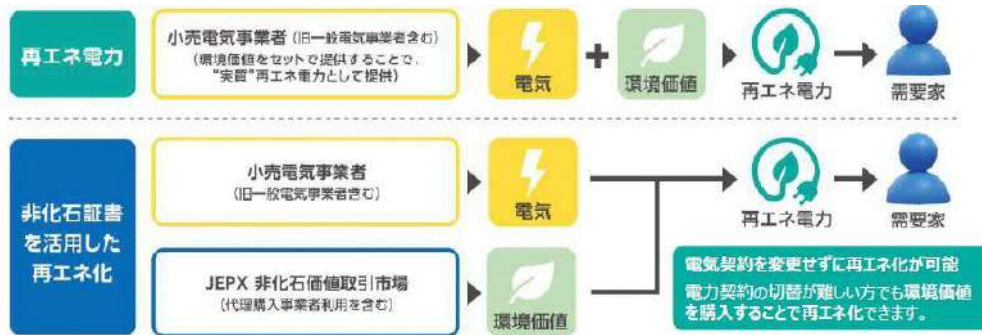 再エネ電力
小売電気事業者（旧一般電気事業者含む）
（環境価値をセットで提供することで、
"実質"再エネ電力として提供）
電気
環境価値
再エネ電力
需要家
非化石証書
を活用した
再エネ化
小売電気事業者
（旧一般電気事業者含む）
電気
再エネ電力
需要家
JEPX 非化石価値取引市場
（代理購入事業者利用を含む）
環境価値
電気契約を変更せずに再エネ化が可能
電力契約の切替が難しい方でも環境価値
を購入することで再エネ化できます。